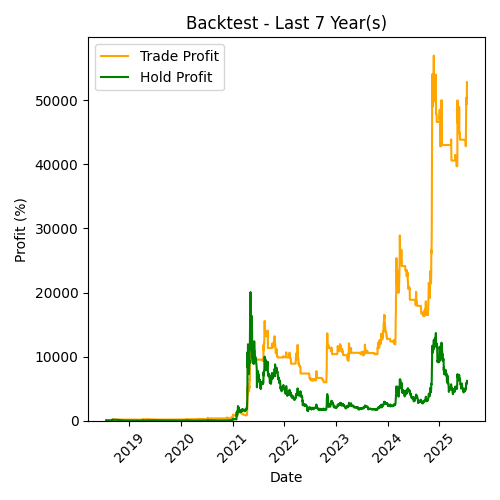 Backtest - Last 7 Year(s)
Trade Profit
Hold Profit
Profit (%)
50000
40000
30000
20000
10000
0
2019
2020
2021
2022
2023
2024
2025
Date